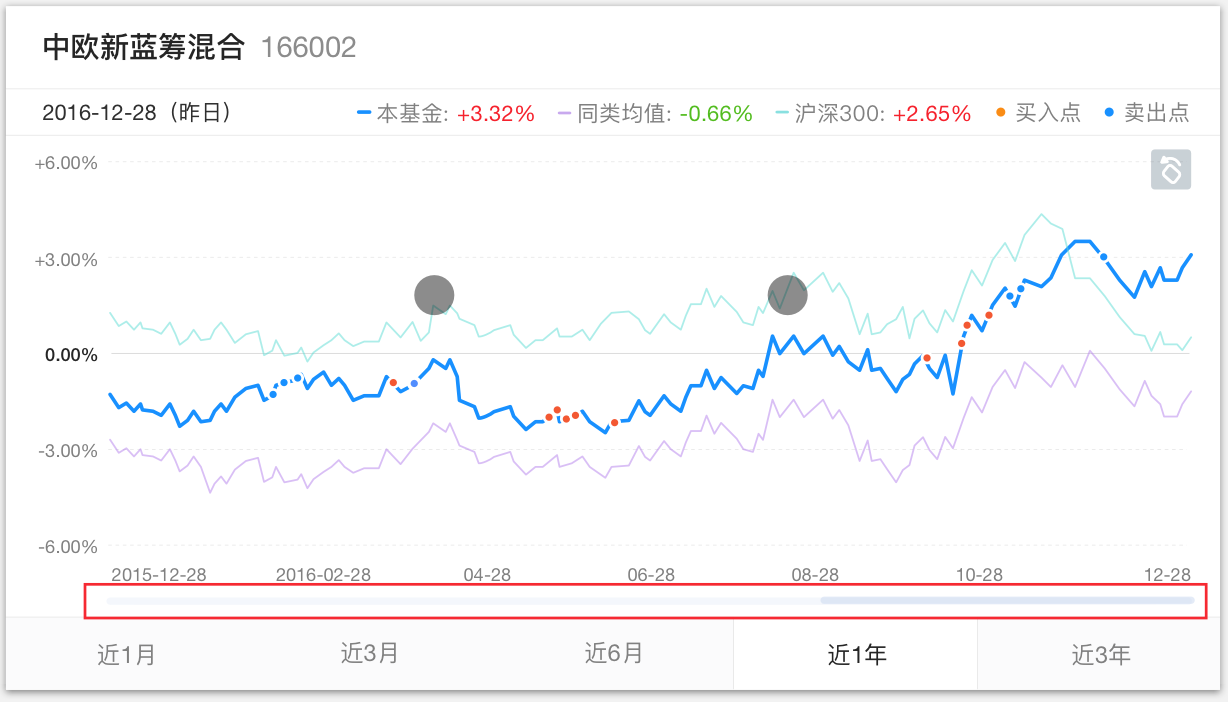 中欧新蓝筹混合 166002
2016-12-28（昨日） 本基金: +3.32% 同类均值: -0.66% 沪深300: +2.65% 买入点 卖出点
+6.00%
+3.00%
0.00%
-3.00%
-6.00%
2015-12-28 2016-02-28 04-28 06-28 08-28 10-28 12-28
近1月 近3月 近6月 近1年 近3年